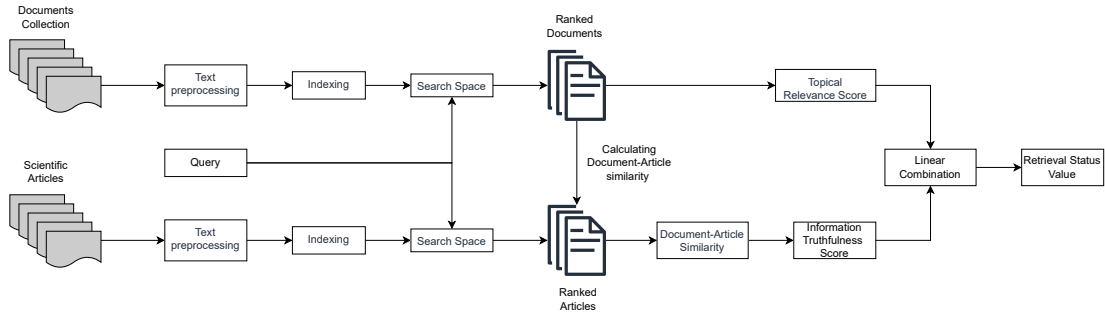 Documents
Collection
Text
preprocessing
Indexing
Search Space
Ranked
Documents
Topical
Relevance Score
Query
Calculating
Document-Article
similarity
Linear
Combination
Retrieval Status
Value
Scientific
Articles
Text
preprocessing
Indexing
Search Space
Ranked
Articles
Document-Article
Similarity
Information
Truthfulness
Score